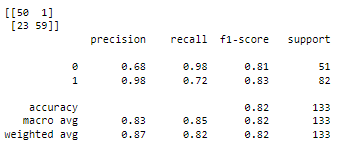 [[50 1]
[23 59]]
precision recall f1-score support
0 0.68 0.98 0.81 51
1 0.98 0.72 0.83 82
accuracy 0.82 133
macro avg 0.83 0.85 0.82 133
weighted avg 0.87 0.82 0.82 133